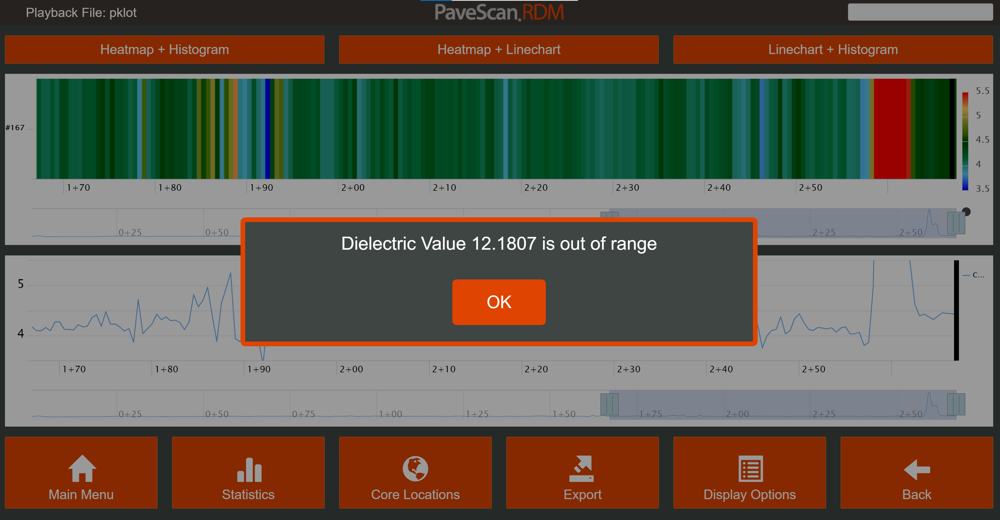 Playback File: pklot
PaveScan® RDM
Heatmap + Histogram
Heatmap + Linechart
Linechart + Histogram
#167
5.5
5
4.5
4
3.5
1+70 1+80 1+90 2+00 2+10 2+20 2+30 2+40 2+50
0+25 0+50 2+25 2+50
Dielectric Value 12.1807 is out of range
OK
5
4
C...
1+70 1+80 1+90 2+00 2+10 2+20 2+30 2+40 2+50
0+25 0+50 0+75 1+00 1+25 1+50 1+75 2+00 2+25 2+50
Main Menu
Statistics
Core Locations
Export
Display Options
Back